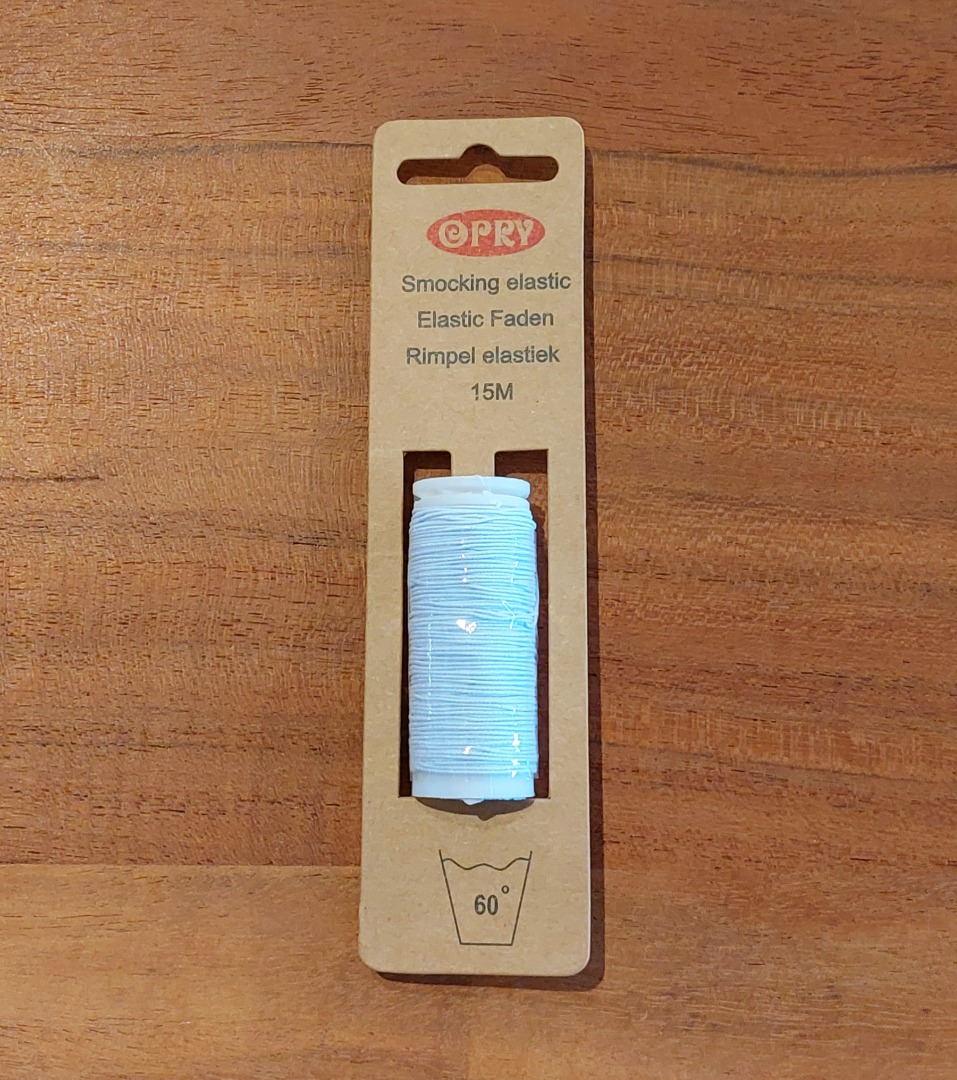 OPRY
Smocking elastic
Elastic Faden
Rimpel elastiek
15M
60°